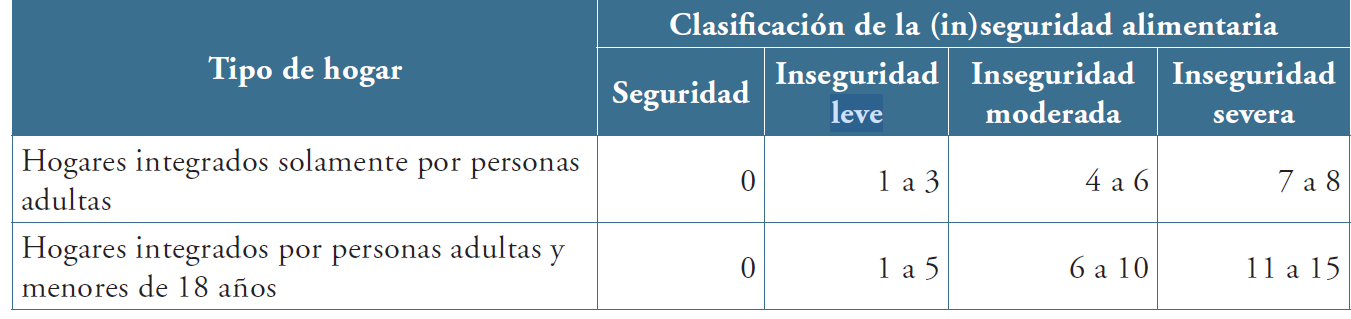 Tipo de hogar
Clasificación de la (in)seguridad alimentaria
Seguridad
Inseguridad
leve
Inseguridad
moderada
Inseguridad
severa
Hogares integrados solamente por personas
adultas
0
1 a 3
4 a 6
7 a 8
Hogares integrados por personas adultas y
menores de 18 años
0
1 a 5
6 a 10
11 a 15